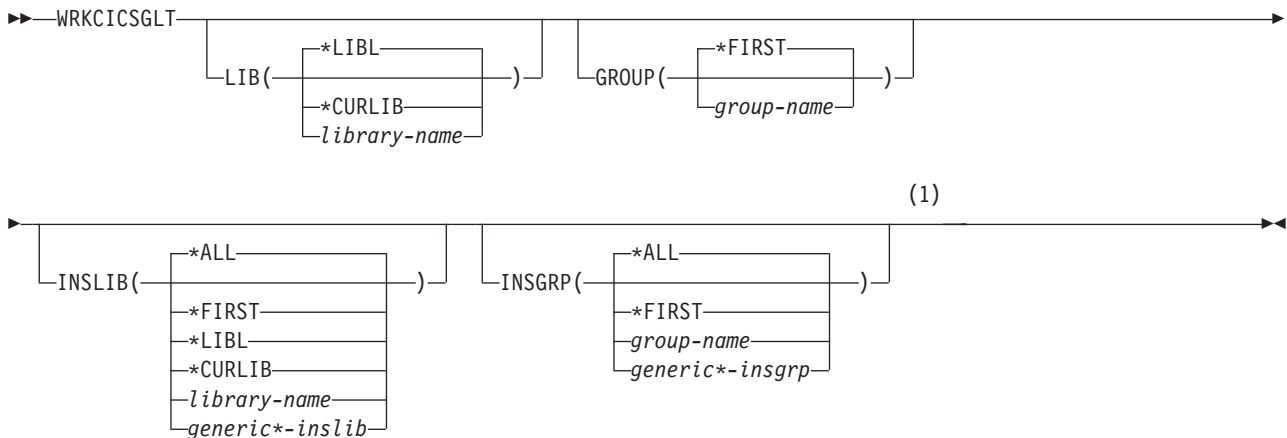 WRKCICSGLT
*LIBL *FIRST
LIB( ) GROUP( )
*CURLIB group-name
library-name
(1)
*ALL *ALL
INSLIB( ) INSGRP( )
*FIRST *FIRST
*LIBL group-name
*CURLIB generic*-insgrp
library-name
generic*-inslib